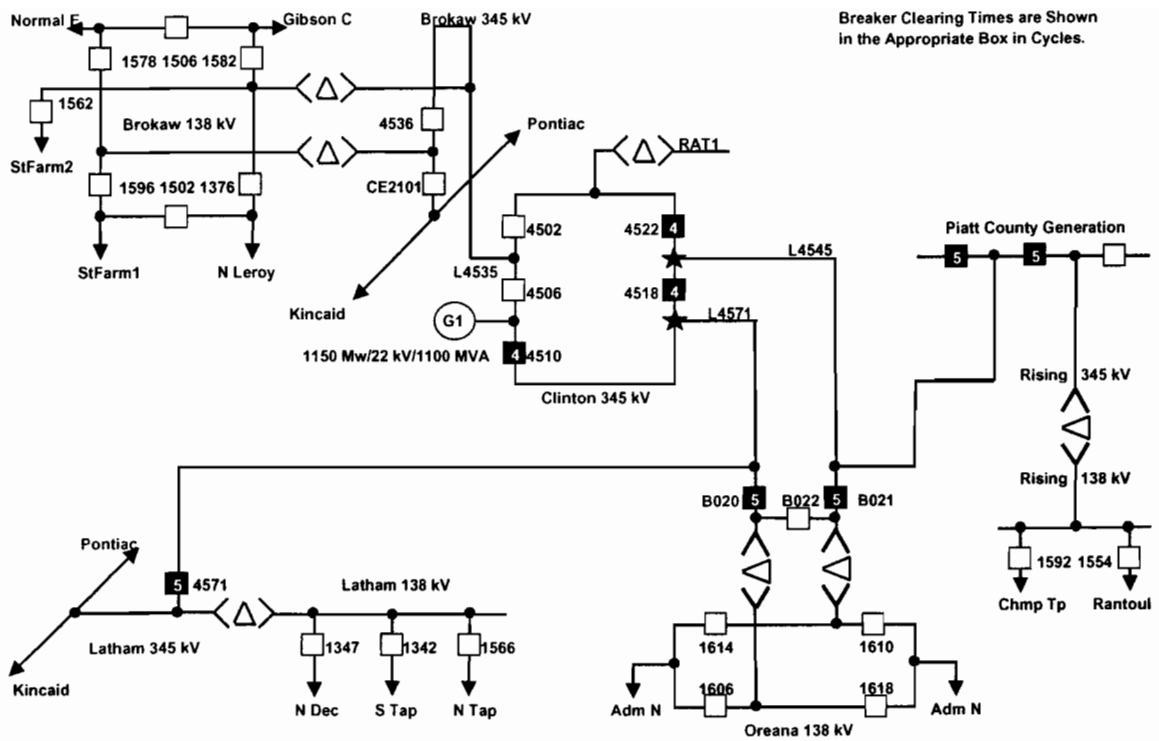 Normal E
Gibson C
Brokaw 345 kV
Breaker Clearing Times are Shown
in the Appropriate Box in Cycles.
1578 1506 1582
1562
Brokaw 138 kV
4536
Pontiac
StFarm2
RAT1
1596 1502 1376
CE2101
4502
4522
4
Piatt County Generation
StFarm1
N Leroy
L4535
L4545
5
5
4506
4518
4
Kincaid
G1
L4571
1150 Mw/22 kV/1100 MVA
4
4510
Clinton 345 kV
Rising
345 kV
Rising
138 kV
B020
5
B022
5
B021
Pontiac
5
4571
Latham 138 kV
1592
1554
Chmp Tp
Rantoul
Latham 345 kV
1347
1342
1566
1614
1610
Kincaid
1606
1618
N Dec
S Tap
N Tap
Adm N
Adm N
Oreana 138 kV